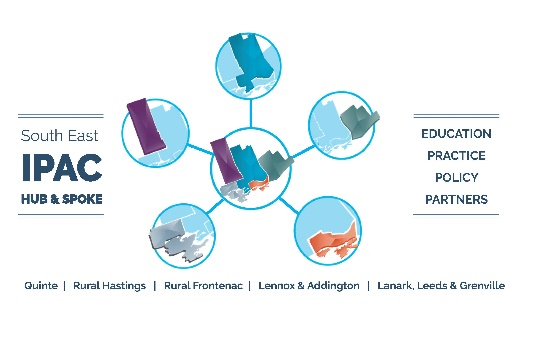 South East
IPAC
HUB & SPOKE
EDUCATION
PRACTICE
POLICY
PARTNERS
Quinte | Rural Hastings | Rural Frontenac | Lennox & Addington | Lanark, Leeds & Grenville